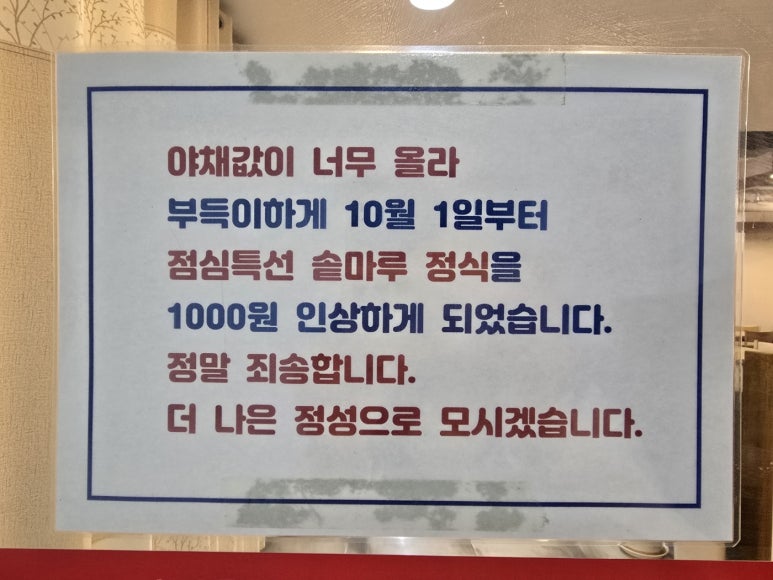 야채값이 너무 올라
부득이하게 10월 1일부터
점심특선 솥마루 정식을
1000원 인상하게 되었습니다.
정말 죄송합니다.
더 나은 정성으로 모시겠습니다.